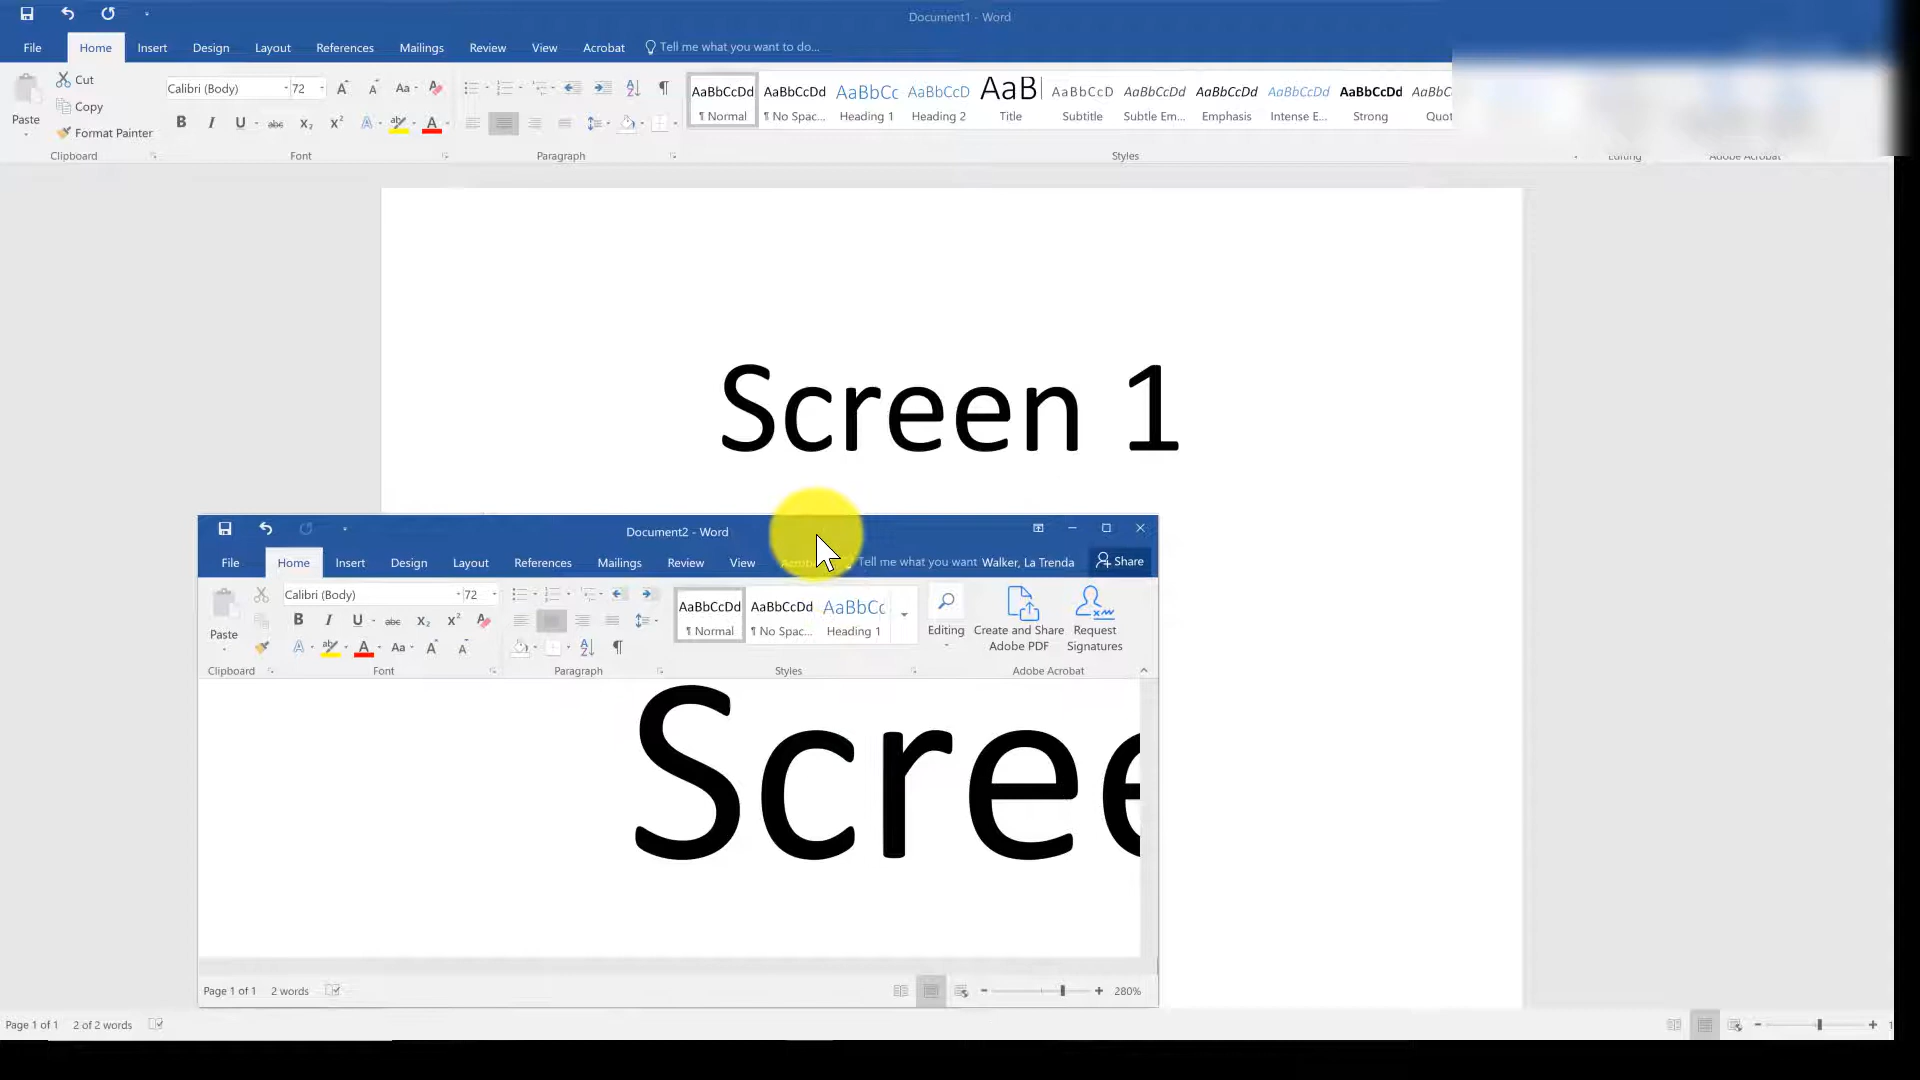 Document1 - Word
File Home Insert Design Layout References Mailings Review View Acrobat Tell me what you want to do...
Cut
Copy
Format Painter
Paste
Calibri (Body) 72
AaBbCcDd AaBbCcDd AaBbCc AaBbCcD AaB AaBbCcD AaBbCcDd AaBbCcDd AaBbCcDd AaBbCcDd AaBbC
¶ Normal ¶ No Spac... Heading 1 Heading 2 Title Subtitle Subtle Em... Emphasis Intense E... Strong Quot
Clipboard Font Paragraph Styles Editing Adobe Acrobat
Screen 1
Document2 - Word
File Home Insert Design Layout References Mailings Review View Tell me what you want Walker, La Trenda Share
Paste
Calibri (Body) 72
AaBbCcDd AaBbCcDd AaBbCc
¶ Normal ¶ No Spac... Heading 1
Editing
Create and Share
Adobe PDF
Request
Signatures
Clipboard Font Paragraph Styles Adobe Acrobat
Scree
Page 1 of 1 2 words 280%
Page 1 of 1 2 of 2 words 1